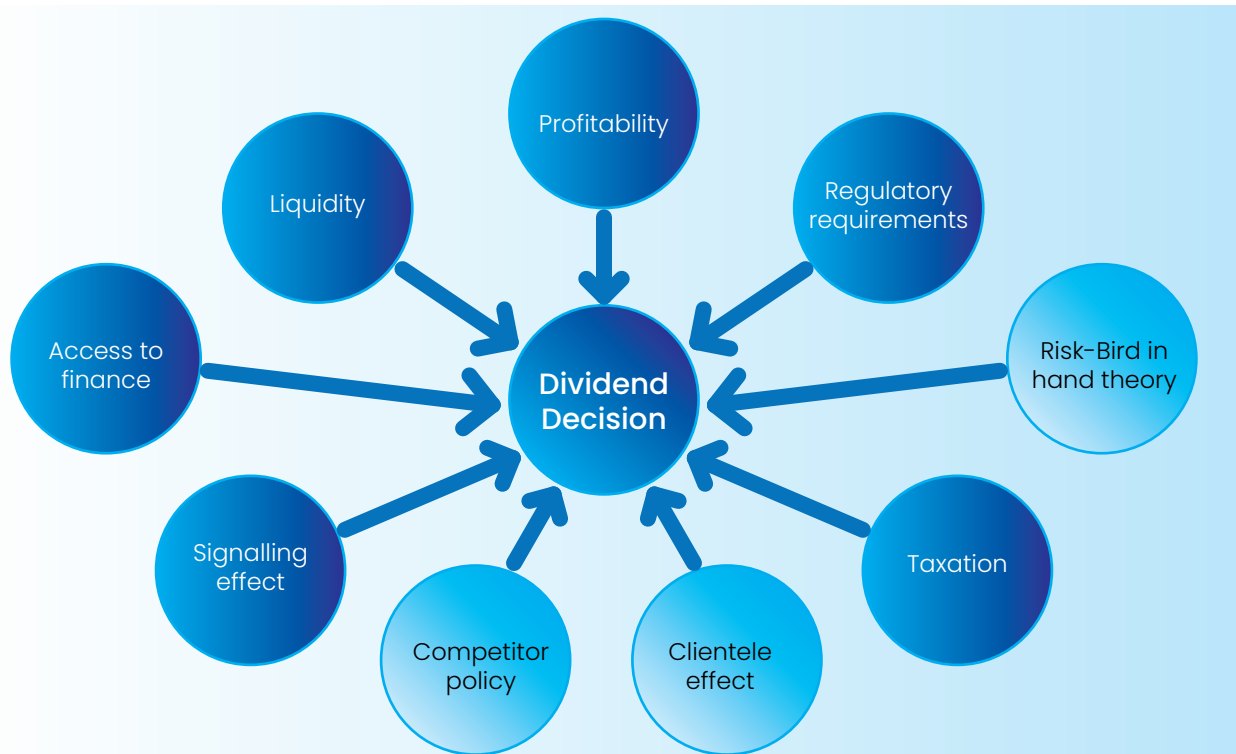 Profitability
Liquidity
Regulatory
requirements
Access to
finance
Risk-Bird in
hand theory
Dividend
Decision
Signalling
effect
Taxation
Competitor
policy
Clientele
effect